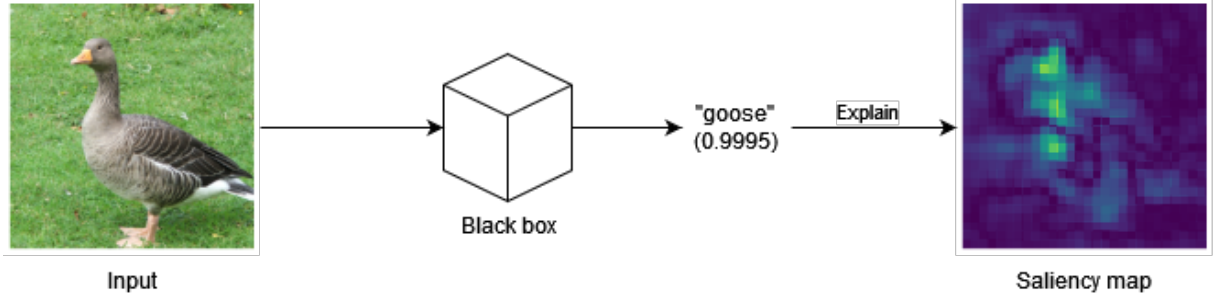 "goose"
(0.9995)
Explain
Black box
Input
Saliency map